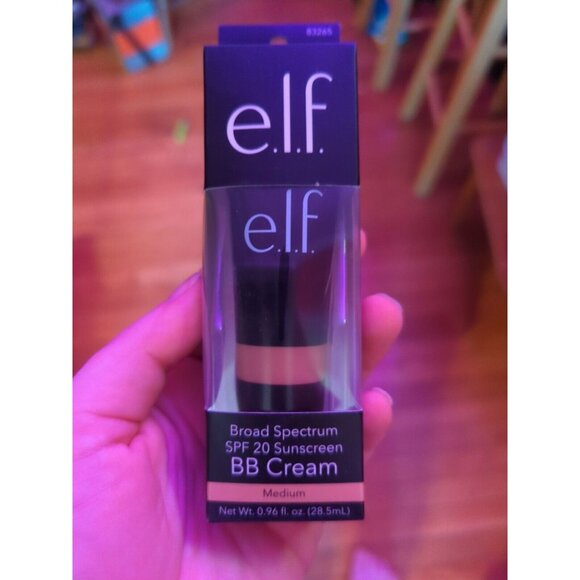 83265
e.l.f.
e.l.f.
Broad Spectrum
SPF 20 Sunscreen
BB Cream
Medium
Net Wt. 0.96 fl. oz. (28.5mL)